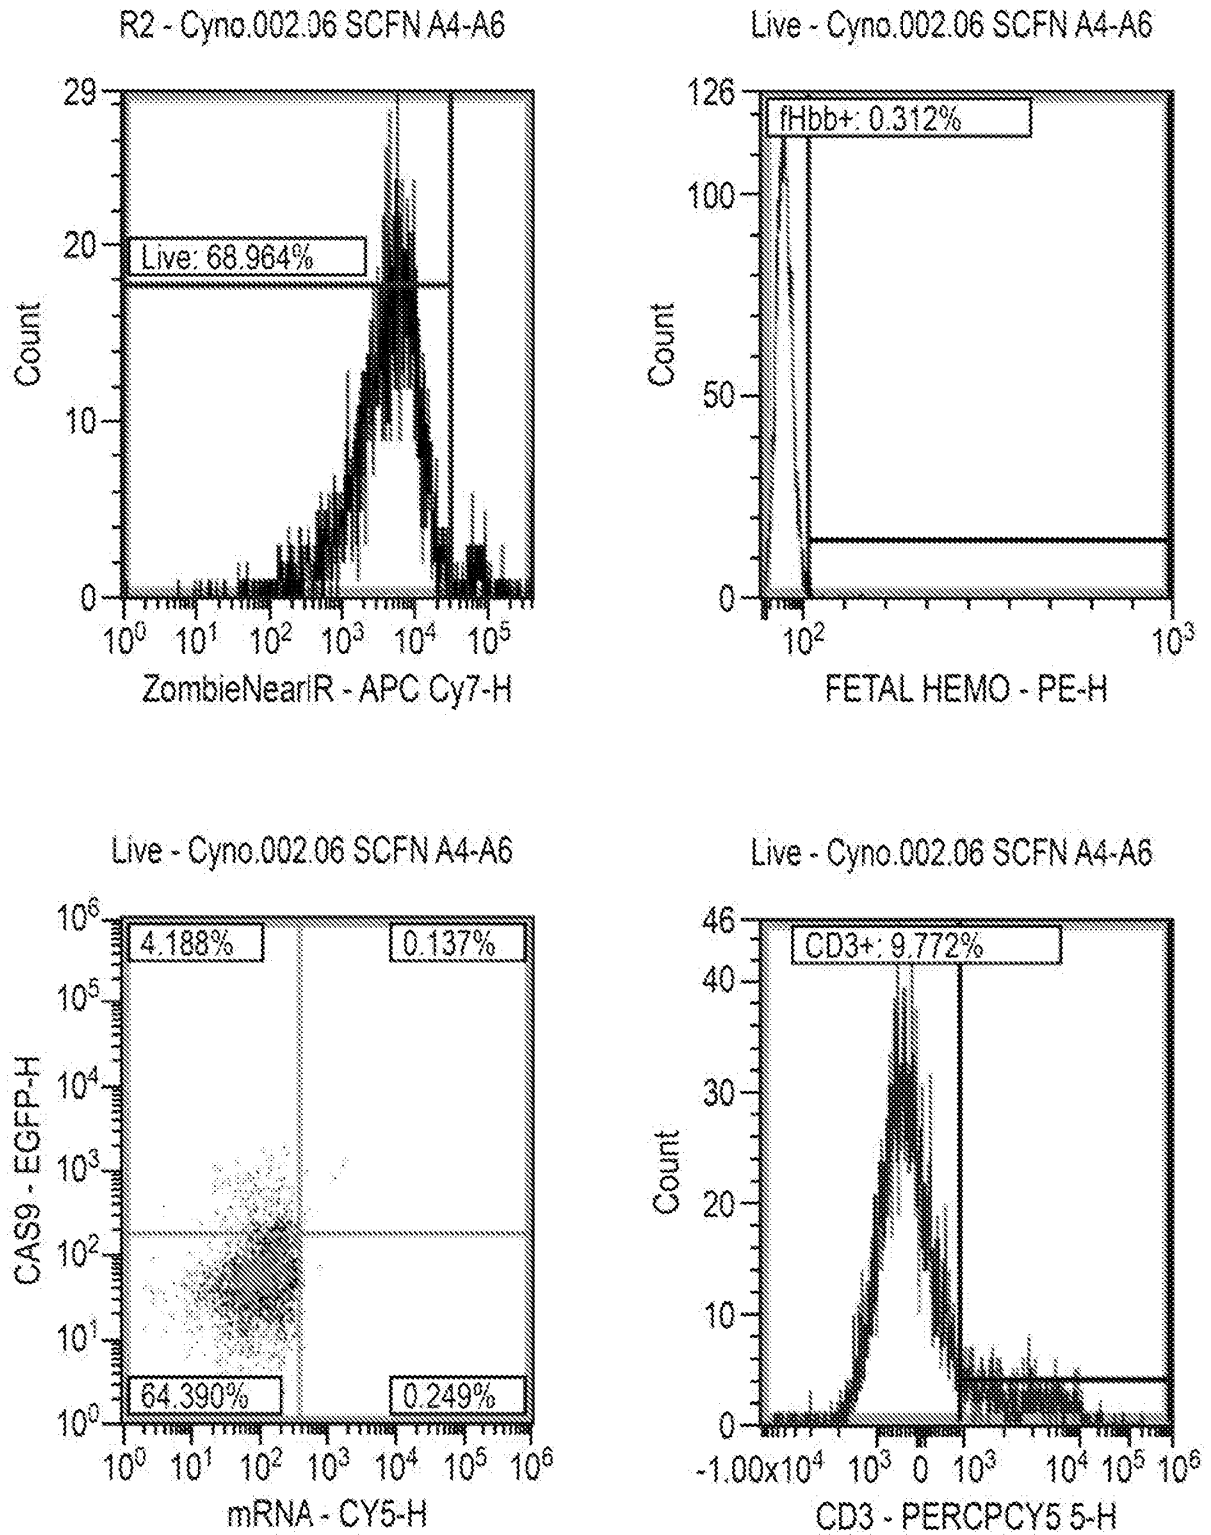 R2 - Cyno.002.06 SCFN A4-A6
29
20
10
0
Count
Live: 68.964%
10^0 10^1 10^2 10^3 10^4 10^5
ZombieNearIR - APC Cy7-H
Live - Cyno.002.06 SCFN A4-A6
126
100
50
0
Count
fHbb+: 0.312%
10^2 10^3
FETAL HEMO - PE-H
Live - Cyno.002.06 SCFN A4-A6
10^6
10^5
10^4
10^3
10^2
10^1
10^0
CAS9 - EGFP-H
4.188% 0.137%
64.390% 0.249%
10^0 10^1 10^2 10^3 10^4 10^5 10^6
mRNA - CY5-H
Live - Cyno.002.06 SCFN A4-A6
46
40
30
20
10
0
Count
CD3+: 9.772%
-1.00x10^4 10^3 0 10^3 10^4 10^5 10^6
CD3 - PERCPCY5 5-H